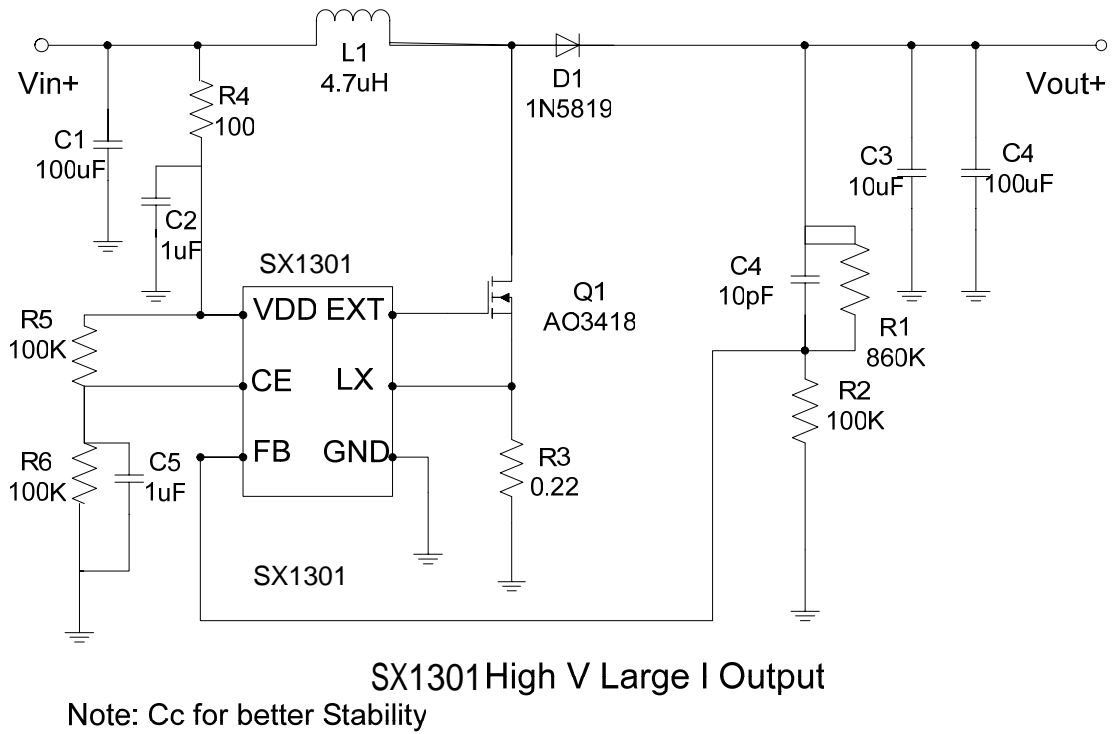 L1
4.7uH
Vin+
D1
1N5819
Vout+
R4
100
C1
100uF
C3
10uF
C4
100uF
C2
1uF
SX1301
C4
10pF
Q1
AO3418
VDD EXT
R5
100K
R1
860K
CE LX
R2
100K
FB GND
R6
100K
C5
1uF
R3
0.22
SX1301
SX1301 High V Large I Output
Note: Cc for better Stability